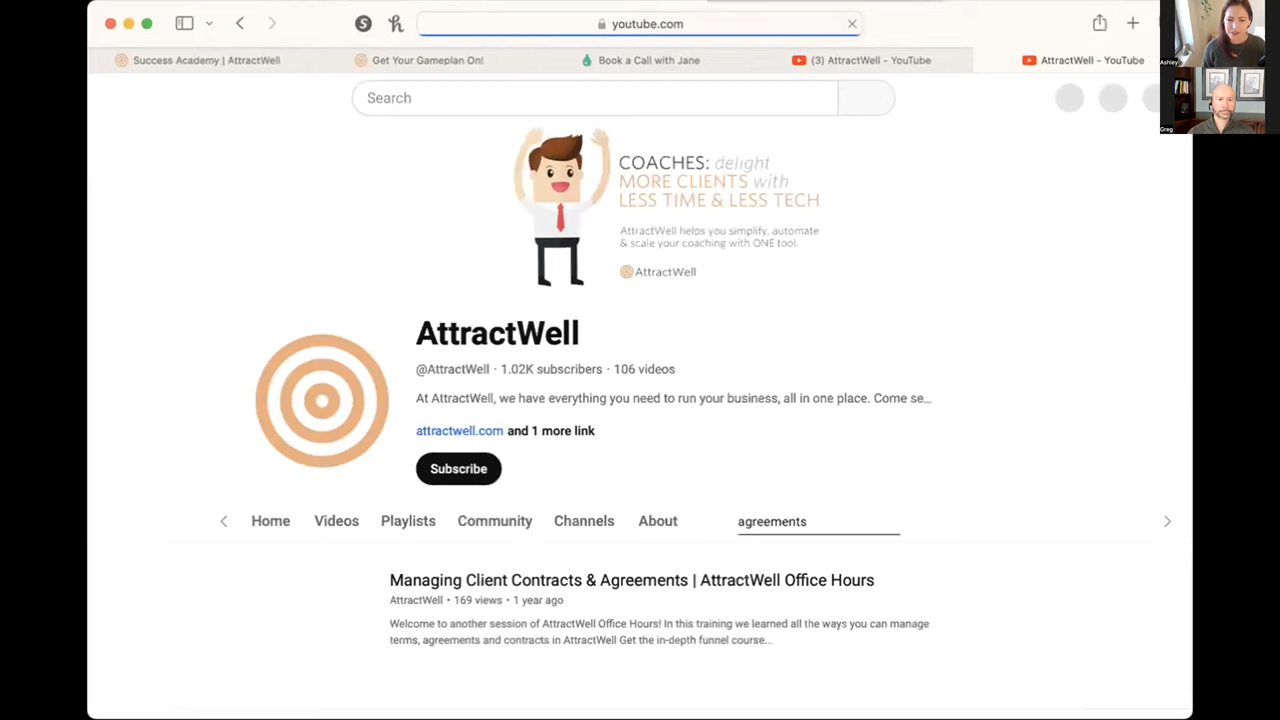 youtube.com
Success Academy | AttractWell
Get Your Gameplan On!
Book a Call with Jane
(3) AttractWell - YouTube
AttractWell - YouTube
Ashley
Greg
Search
COACHES: delight
MORE CLIENTS with
LESS TIME & LESS TECH
AttractWell helps you simplify, automate
& scale your coaching with ONE tool.
AttractWell
AttractWell
@AttractWell · 1.02K subscribers · 106 videos
At AttractWell, we have everything you need to run your business, all in one place. Come se...
attractwell.com and 1 more link
Subscribe
Home Videos Playlists Community Channels About agreements
Managing Client Contracts & Agreements | AttractWell Office Hours
AttractWell • 169 views • 1 year ago
Welcome to another session of AttractWell Office Hours! In this training we learned all the ways you can manage
terms, agreements and contracts in AttractWell Get the in-depth funnel course...